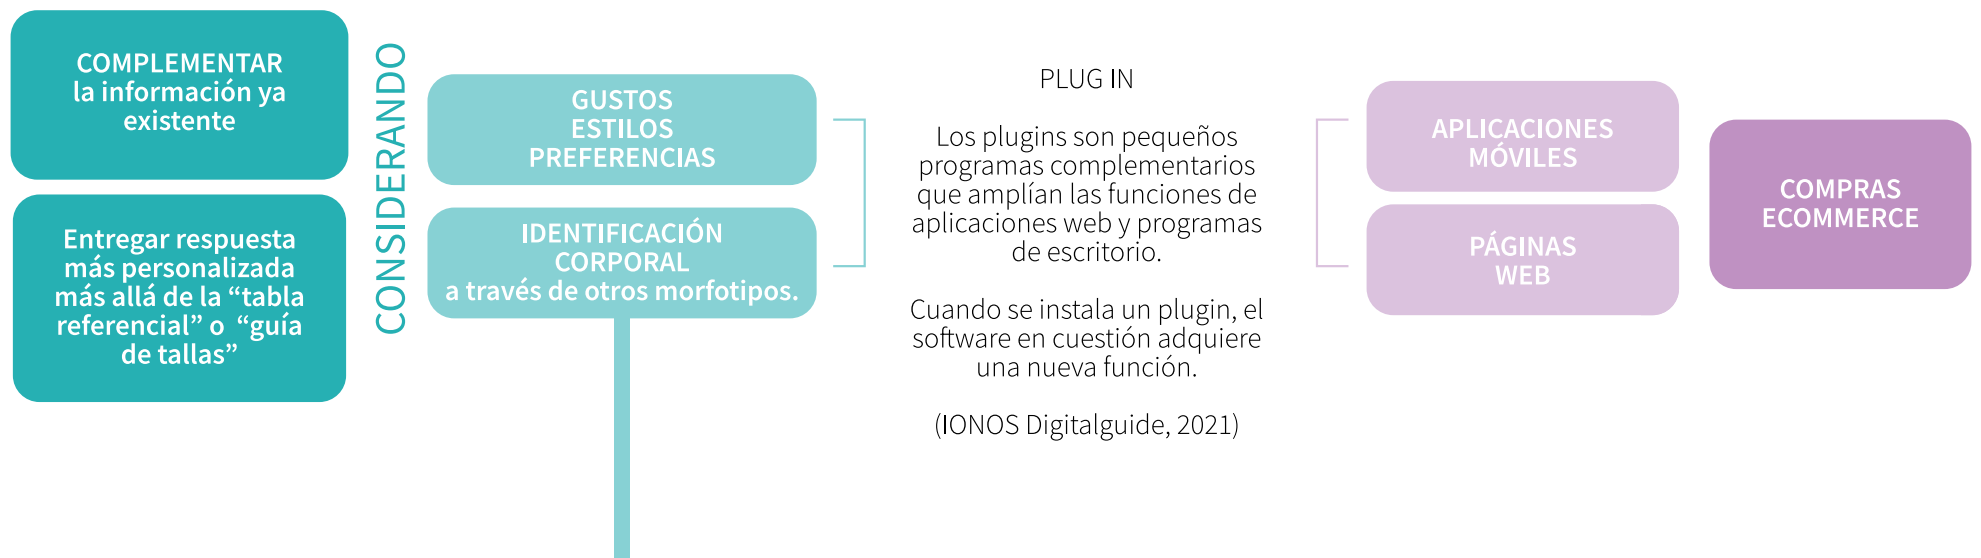 COMPLEMENTAR
la información ya
existente
Entregar respuesta
más personalizada
más allá de la “tabla
referencial” o “guía
de tallas”
CONSIDERANDO
GUSTOS
ESTILOS
PREFERENCIAS
IDENTIFICACIÓN
CORPORAL
a través de otros morfotipos.
PLUG IN
Los plugins son pequeños
programas complementarios
que amplían las funciones de
aplicaciones web y programas
de escritorio.
Cuando se instala un plugin, el
software en cuestión adquiere
una nueva función.
(IONOS Digitalguide, 2021)
APLICACIONES
MÓVILES
PÁGINAS
WEB
COMPRAS
ECOMMERCE